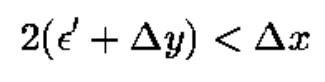 2(ϵ′ + Δy) < Δx